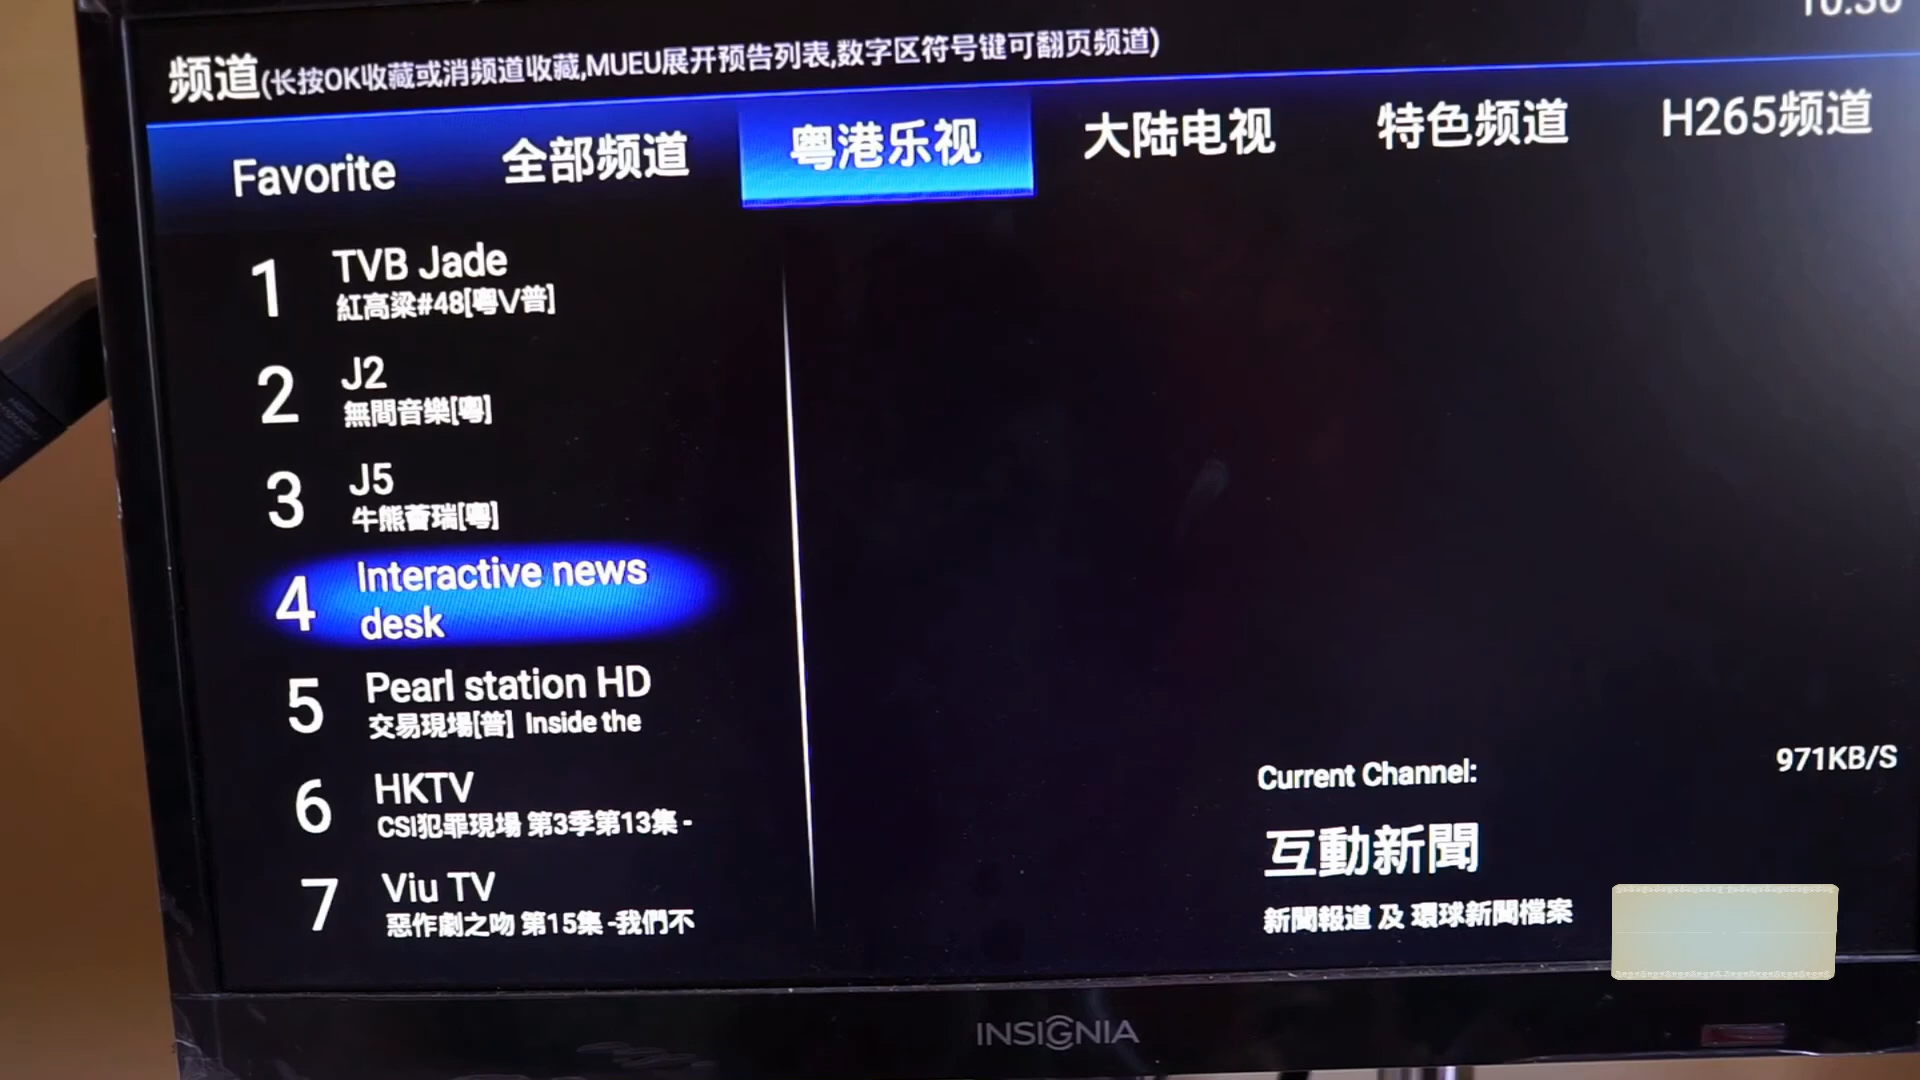 10:30
频道(长按OK收藏或消频道收藏,MUEU展开预告列表,数字区符号键可翻页频道)
Favorite 全部频道 粤港乐视 大陆电视 特色频道 H265频道
1 TVB Jade
紅高粱#48[粵V普]
2 J2
無間音樂[粵]
3 J5
牛熊薈瑞[粵]
4 Interactive news
desk
5 Pearl station HD
交易現場[普] Inside the
6 HKTV
CSI犯罪現場 第3季第13集 -
7 Viu TV
惡作劇之吻 第15集 -我們不
Current Channel:
971KB/S
互動新聞
新聞報道 及 環球新聞檔案
INSIGNIA